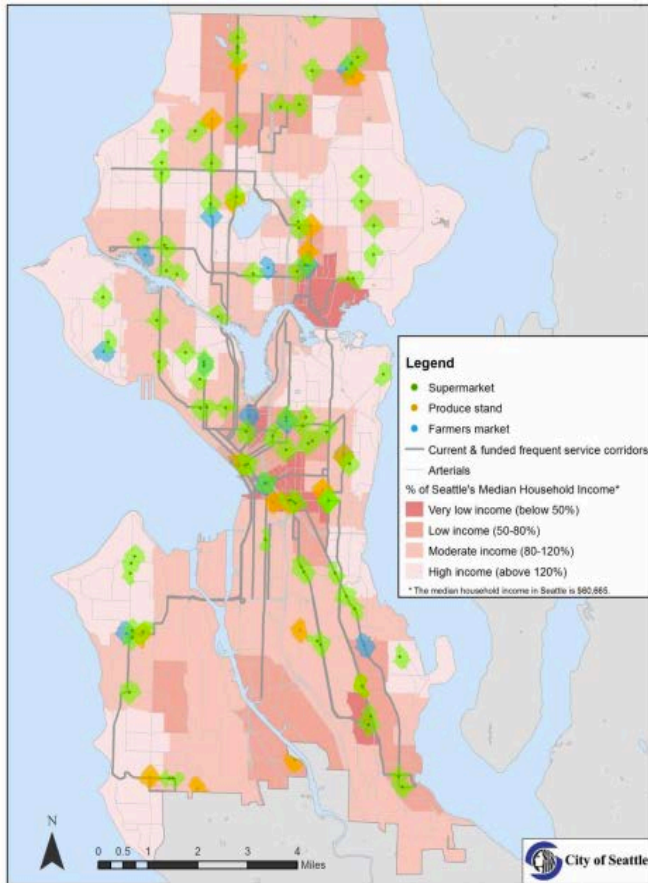 Legend
Supermarket
Produce stand
Farmers market
Current & funded frequent service corridors
Arterials
% of Seattle's Median Household Income*
Very low income (below 50%)
Low income (50-80%)
Moderate income (80-120%)
High income (above 120%)
* The median household income in Seattle is $60,665.
N
0 0.5 1 2 3 4
Miles
City of Seattle